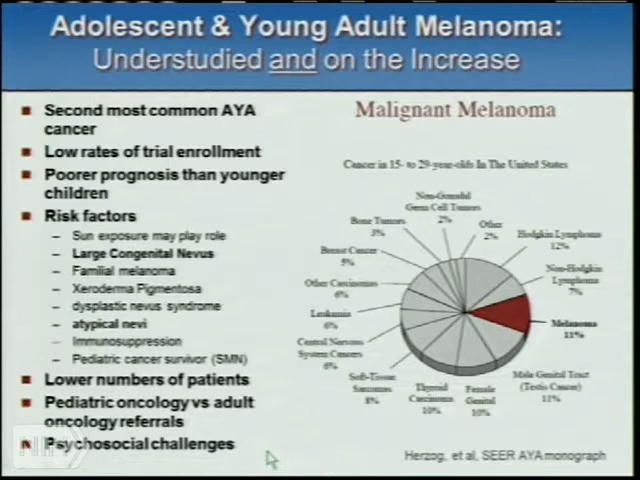 Adolescent & Young Adult Melanoma:
Understudied and on the Increase
Second most common AYA
cancer
Low rates of trial enrollment
Poorer prognosis than younger
children
Risk factors
– Sun exposure may play role
– Large Congenital Nevus
– Familial melanoma
– Xeroderma Pigmentosa
– dysplastic nevus syndrome
– atypical nevi
– Immunosuppression
– Pediatric cancer survivor (SMN)
Lower numbers of patients
Pediatric oncology vs adult
oncology referrals
Psychosocial challenges
Malignant Melanoma
Cancer in 15- to 29-year-olds In The United States
Non-Gonadal
Germ Cell Tumors
2%
Other
2%
Bone Tumors
3%
Hodgkin Lymphoma
12%
Breast Cancer
5%
Non-Hodgkin
Lymphoma
7%
Other Carcinomas
6%
Leukemia
6%
Melanoma
11%
Central Nervous
System Cancers
6%
Soft-Tissue
Sarcomas
8%
Thyroid
Carcinoma
10%
Female
Genital
10%
Male Genital Tract
(Testis Cancer)
11%
Herzog, et al, SEER AYA monograph
NIH